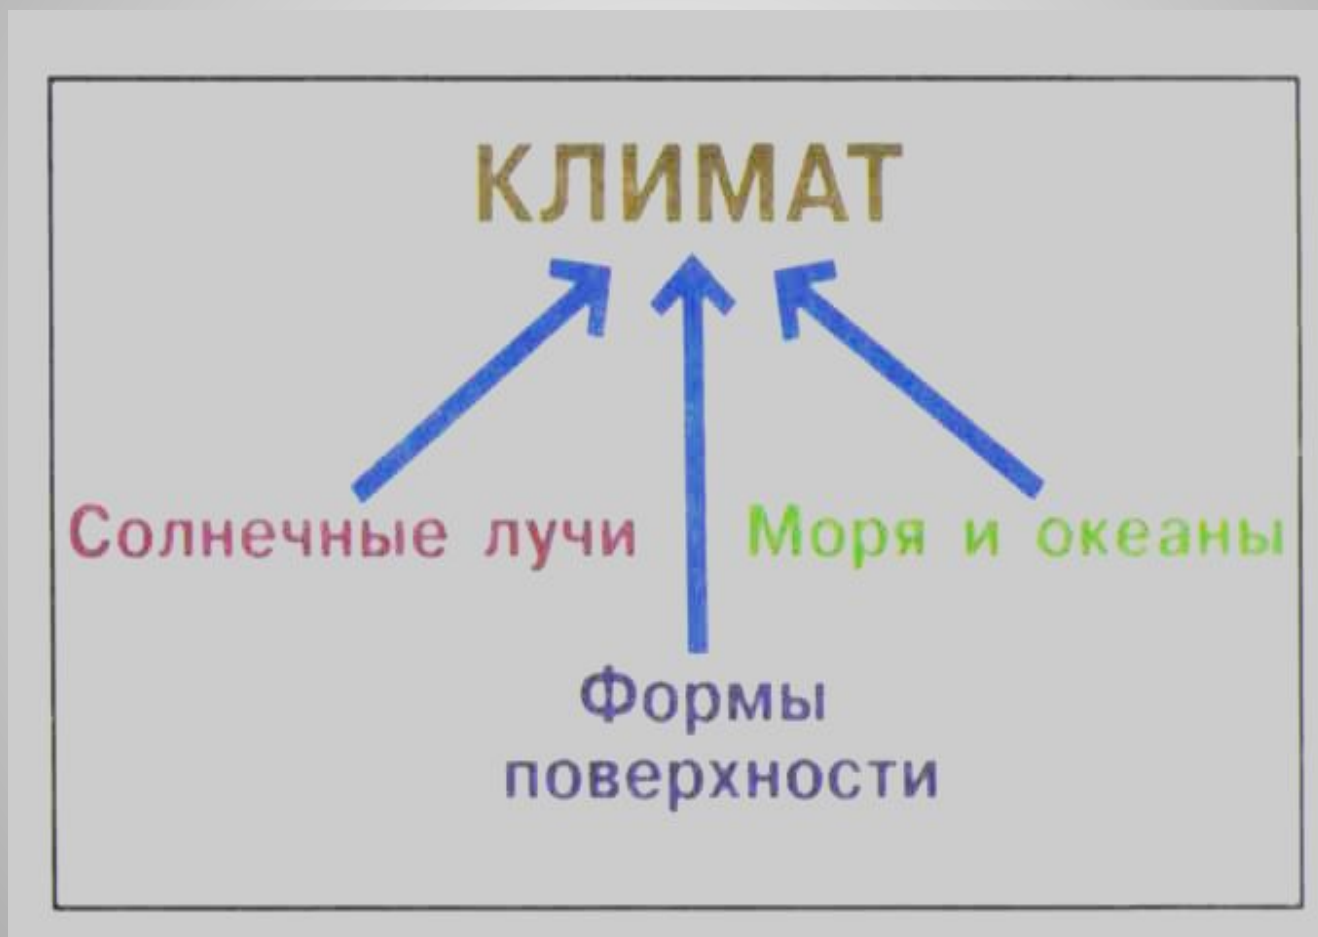 КЛИМАТ
Солнечные лучи
Моря и океаны
Формы
поверхности